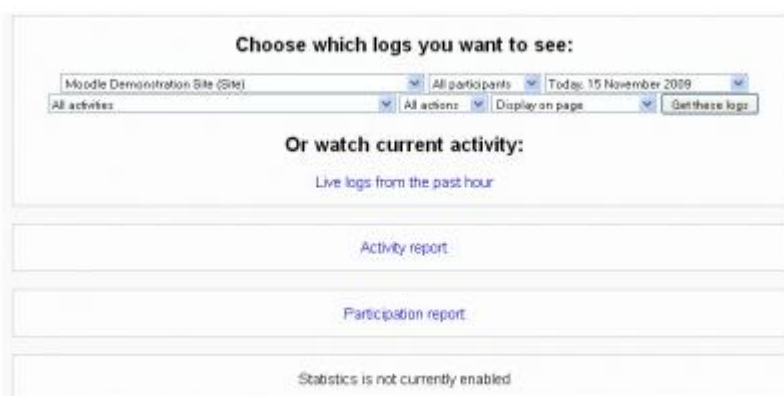 Choose which logs you want to see:
Moodle Demonstration Site (Site) All participants Today, 15 November 2009
All activities All actions Display on page Get these logs
Or watch current activity:
Live logs from the past hour
Activity report
Participation report
Statistics is not currently enabled